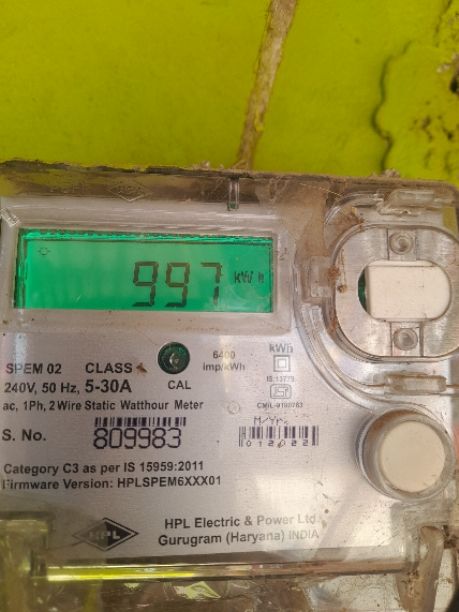 997 kWh
SPEM 02 CLASS
6400
imp/kWh
kWh
240V, 50 Hz, 5-30A
CAL
IS 13779
ac, 1Ph, 2 Wire Static Watthour Meter
S. No. 809983
M/Yr.
Category C3 as per IS 15959:2011
Firmware Version: HPLSPEM6XXX01
HPL
HPL Electric & Power Ltd.
Gurugram (Haryana) INDIA